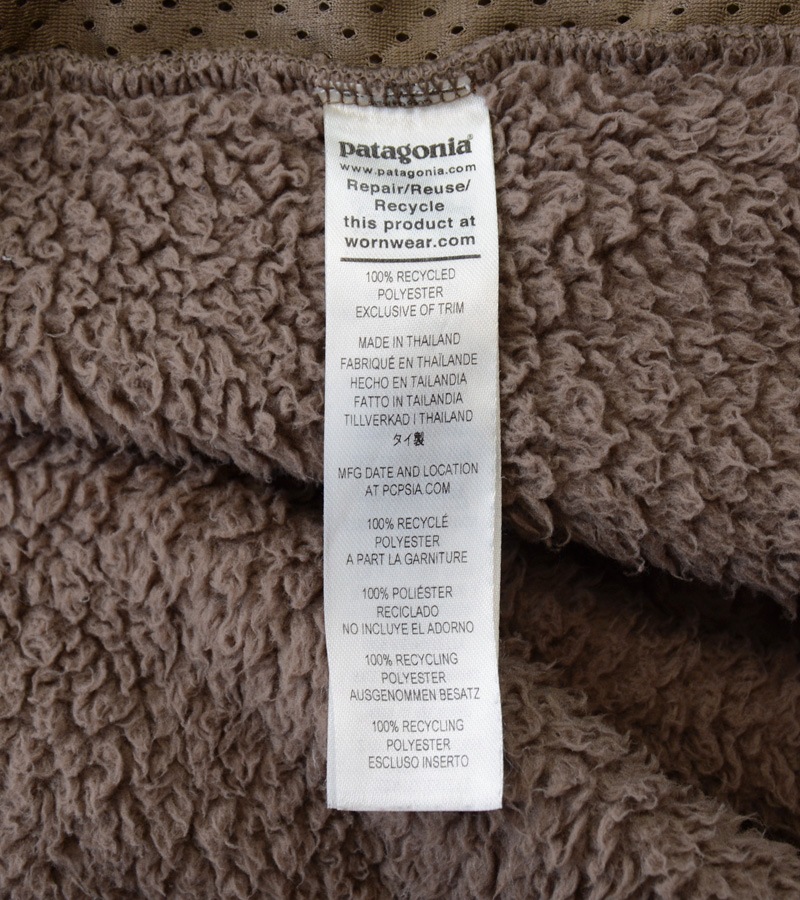 patagonia®
www.patagonia.com
Repair/Reuse/
Recycle
this product at
wornwear.com
100% RECYCLED
POLYESTER
EXCLUSIVE OF TRIM
MADE IN THAILAND
FABRIQUÉ EN THAÏLANDE
HECHO EN TAILANDIA
FATTO IN TAILANDIA
TILLVERKAD I THAILAND
タイ製
MFG DATE AND LOCATION
AT PCPSIA.COM
100% RECYCLÉ
POLYESTER
A PART LA GARNITURE
100% POLIÉSTER
RECICLADO
NO INCLUYE EL ADORNO
100% RECYCLING
POLYESTER
AUSGENOMMEN BESATZ
100% RECYCLING
POLYESTER
ESCLUSO INSERTO